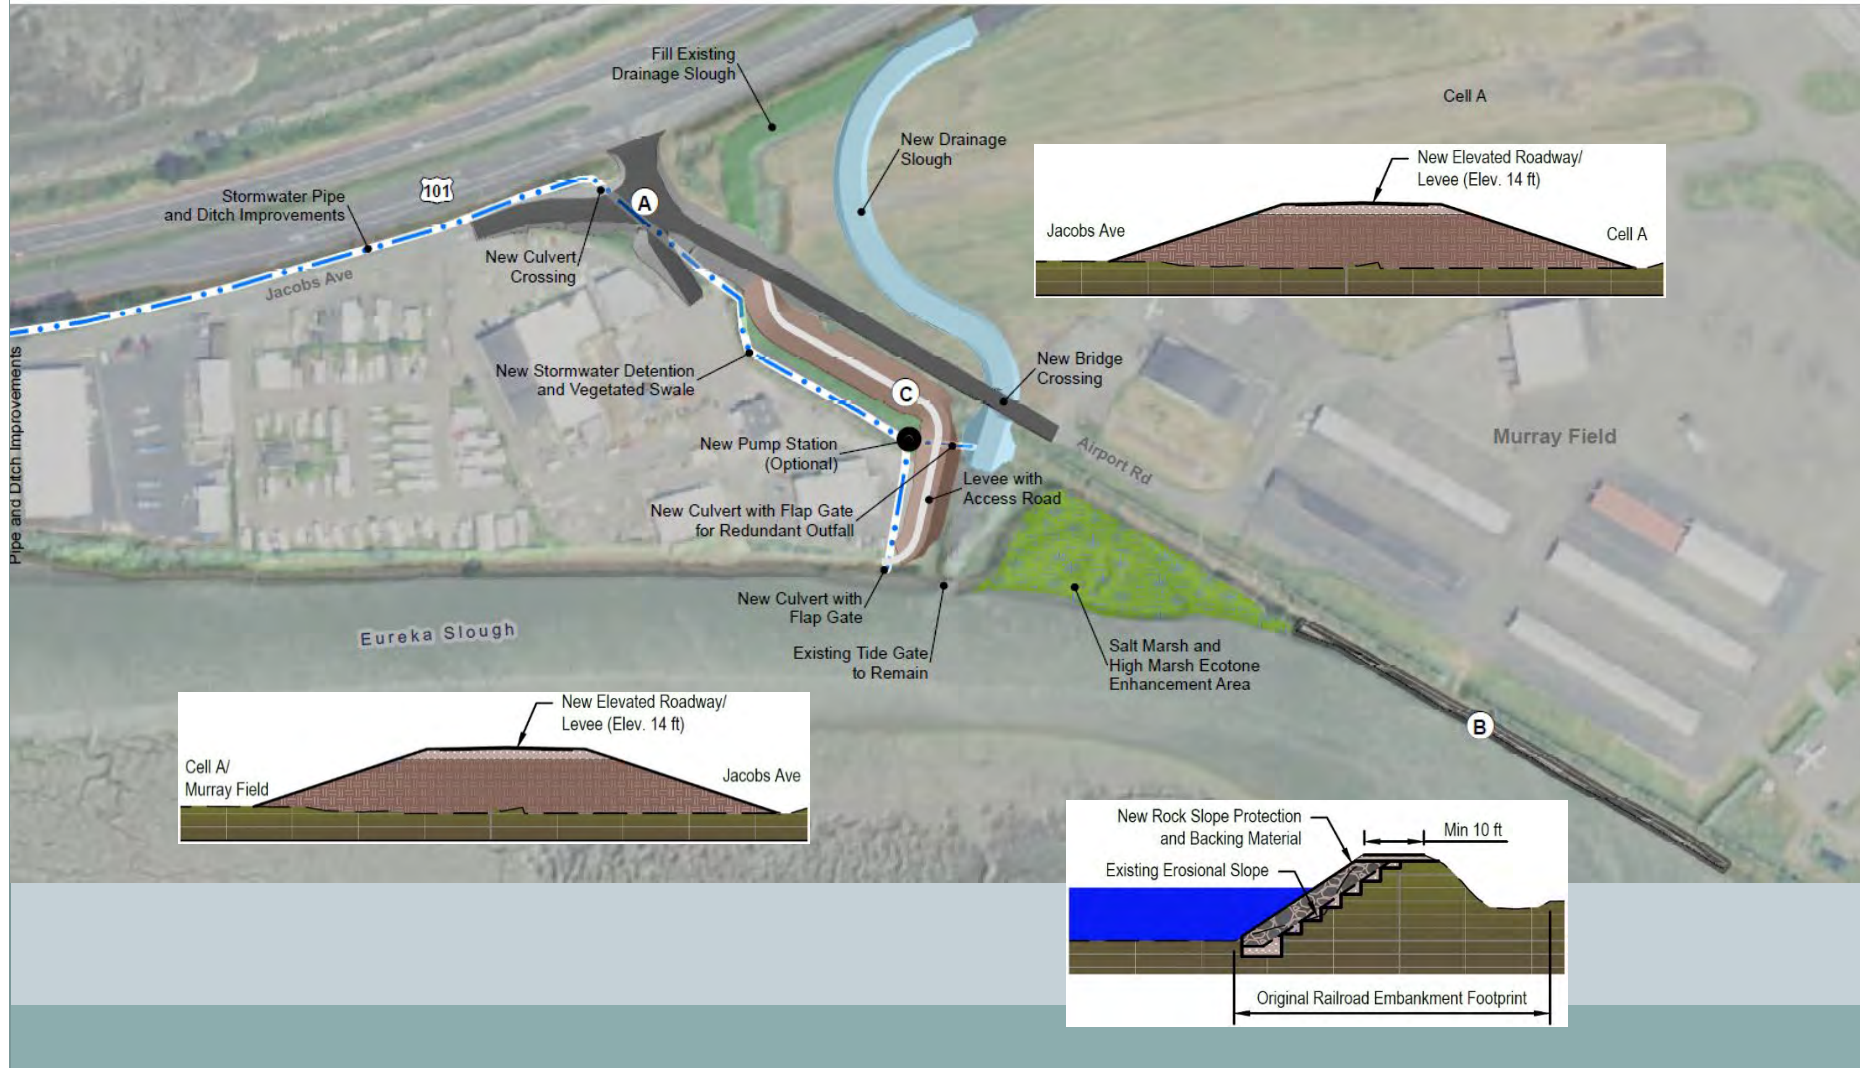 Fill Existing
Drainage Slough
Cell A
New Drainage
Slough
New Elevated Roadway/
Levee (Elev. 14 ft)
Jacobs Ave
Cell A
101
Stormwater Pipe
and Ditch Improvements
A
New Culvert
Crossing
Jacobs Ave
Pipe and Ditch Improvements
New Stormwater Detention
and Vegetated Swale
C
New Bridge
Crossing
New Pump Station
(Optional)
Airport Rd
Murray Field
Levee with
Access Road
New Culvert with Flap Gate
for Redundant Outfall
New Culvert with
Flap Gate
Eureka Slough
Existing Tide Gate
to Remain
Salt Marsh and
High Marsh Ecotone
Enhancement Area
B
New Elevated Roadway/
Levee (Elev. 14 ft)
Cell A/
Murray Field
Jacobs Ave
New Rock Slope Protection
and Backing Material
Min 10 ft
Existing Erosional Slope
Original Railroad Embankment Footprint